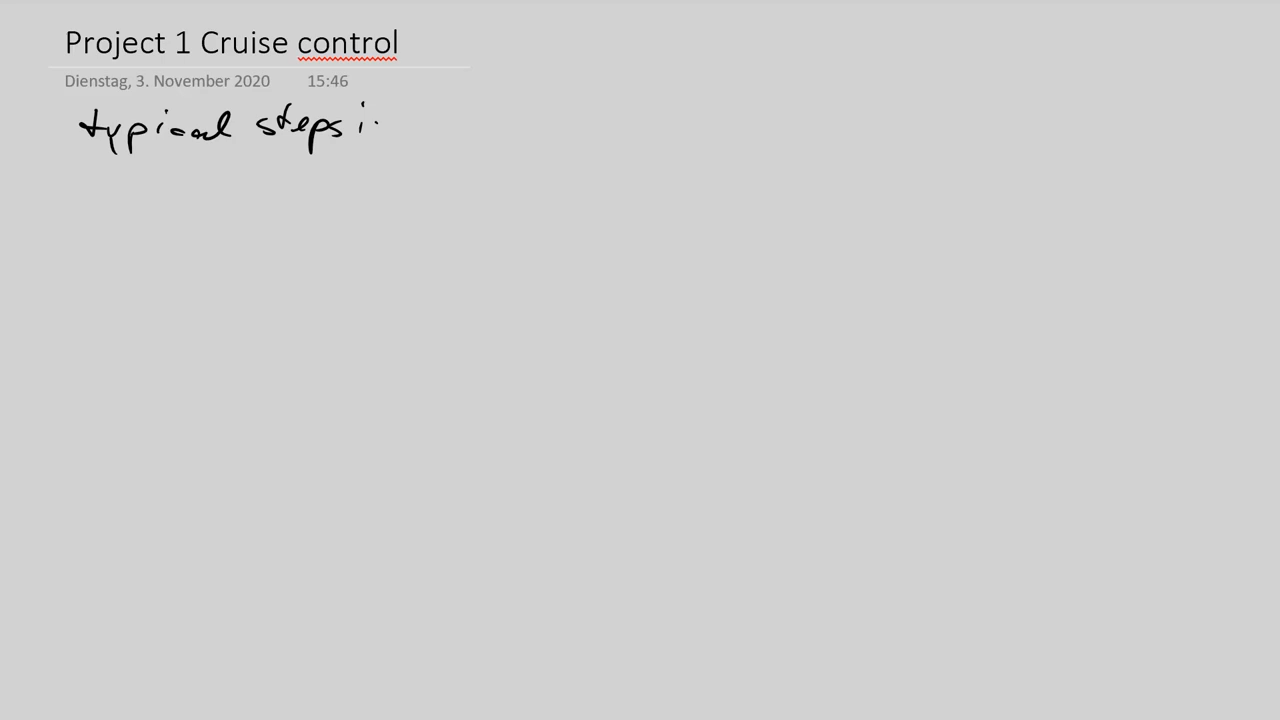 Project 1 Cruise control
Dienstag, 3. November 2020 15:46
typical steps i